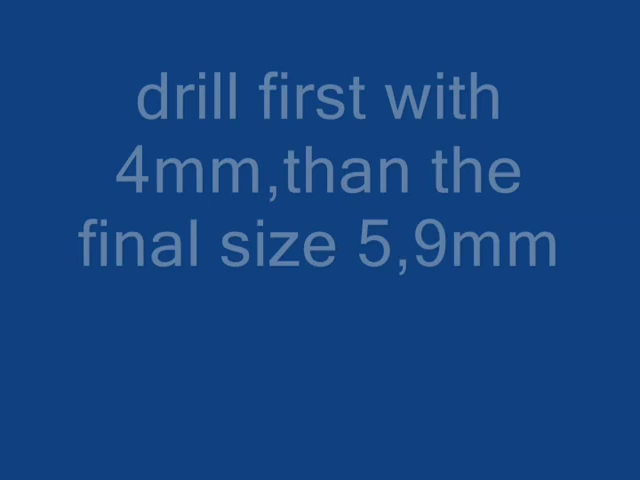 drill first with
4mm,than the
final size 5,9mm